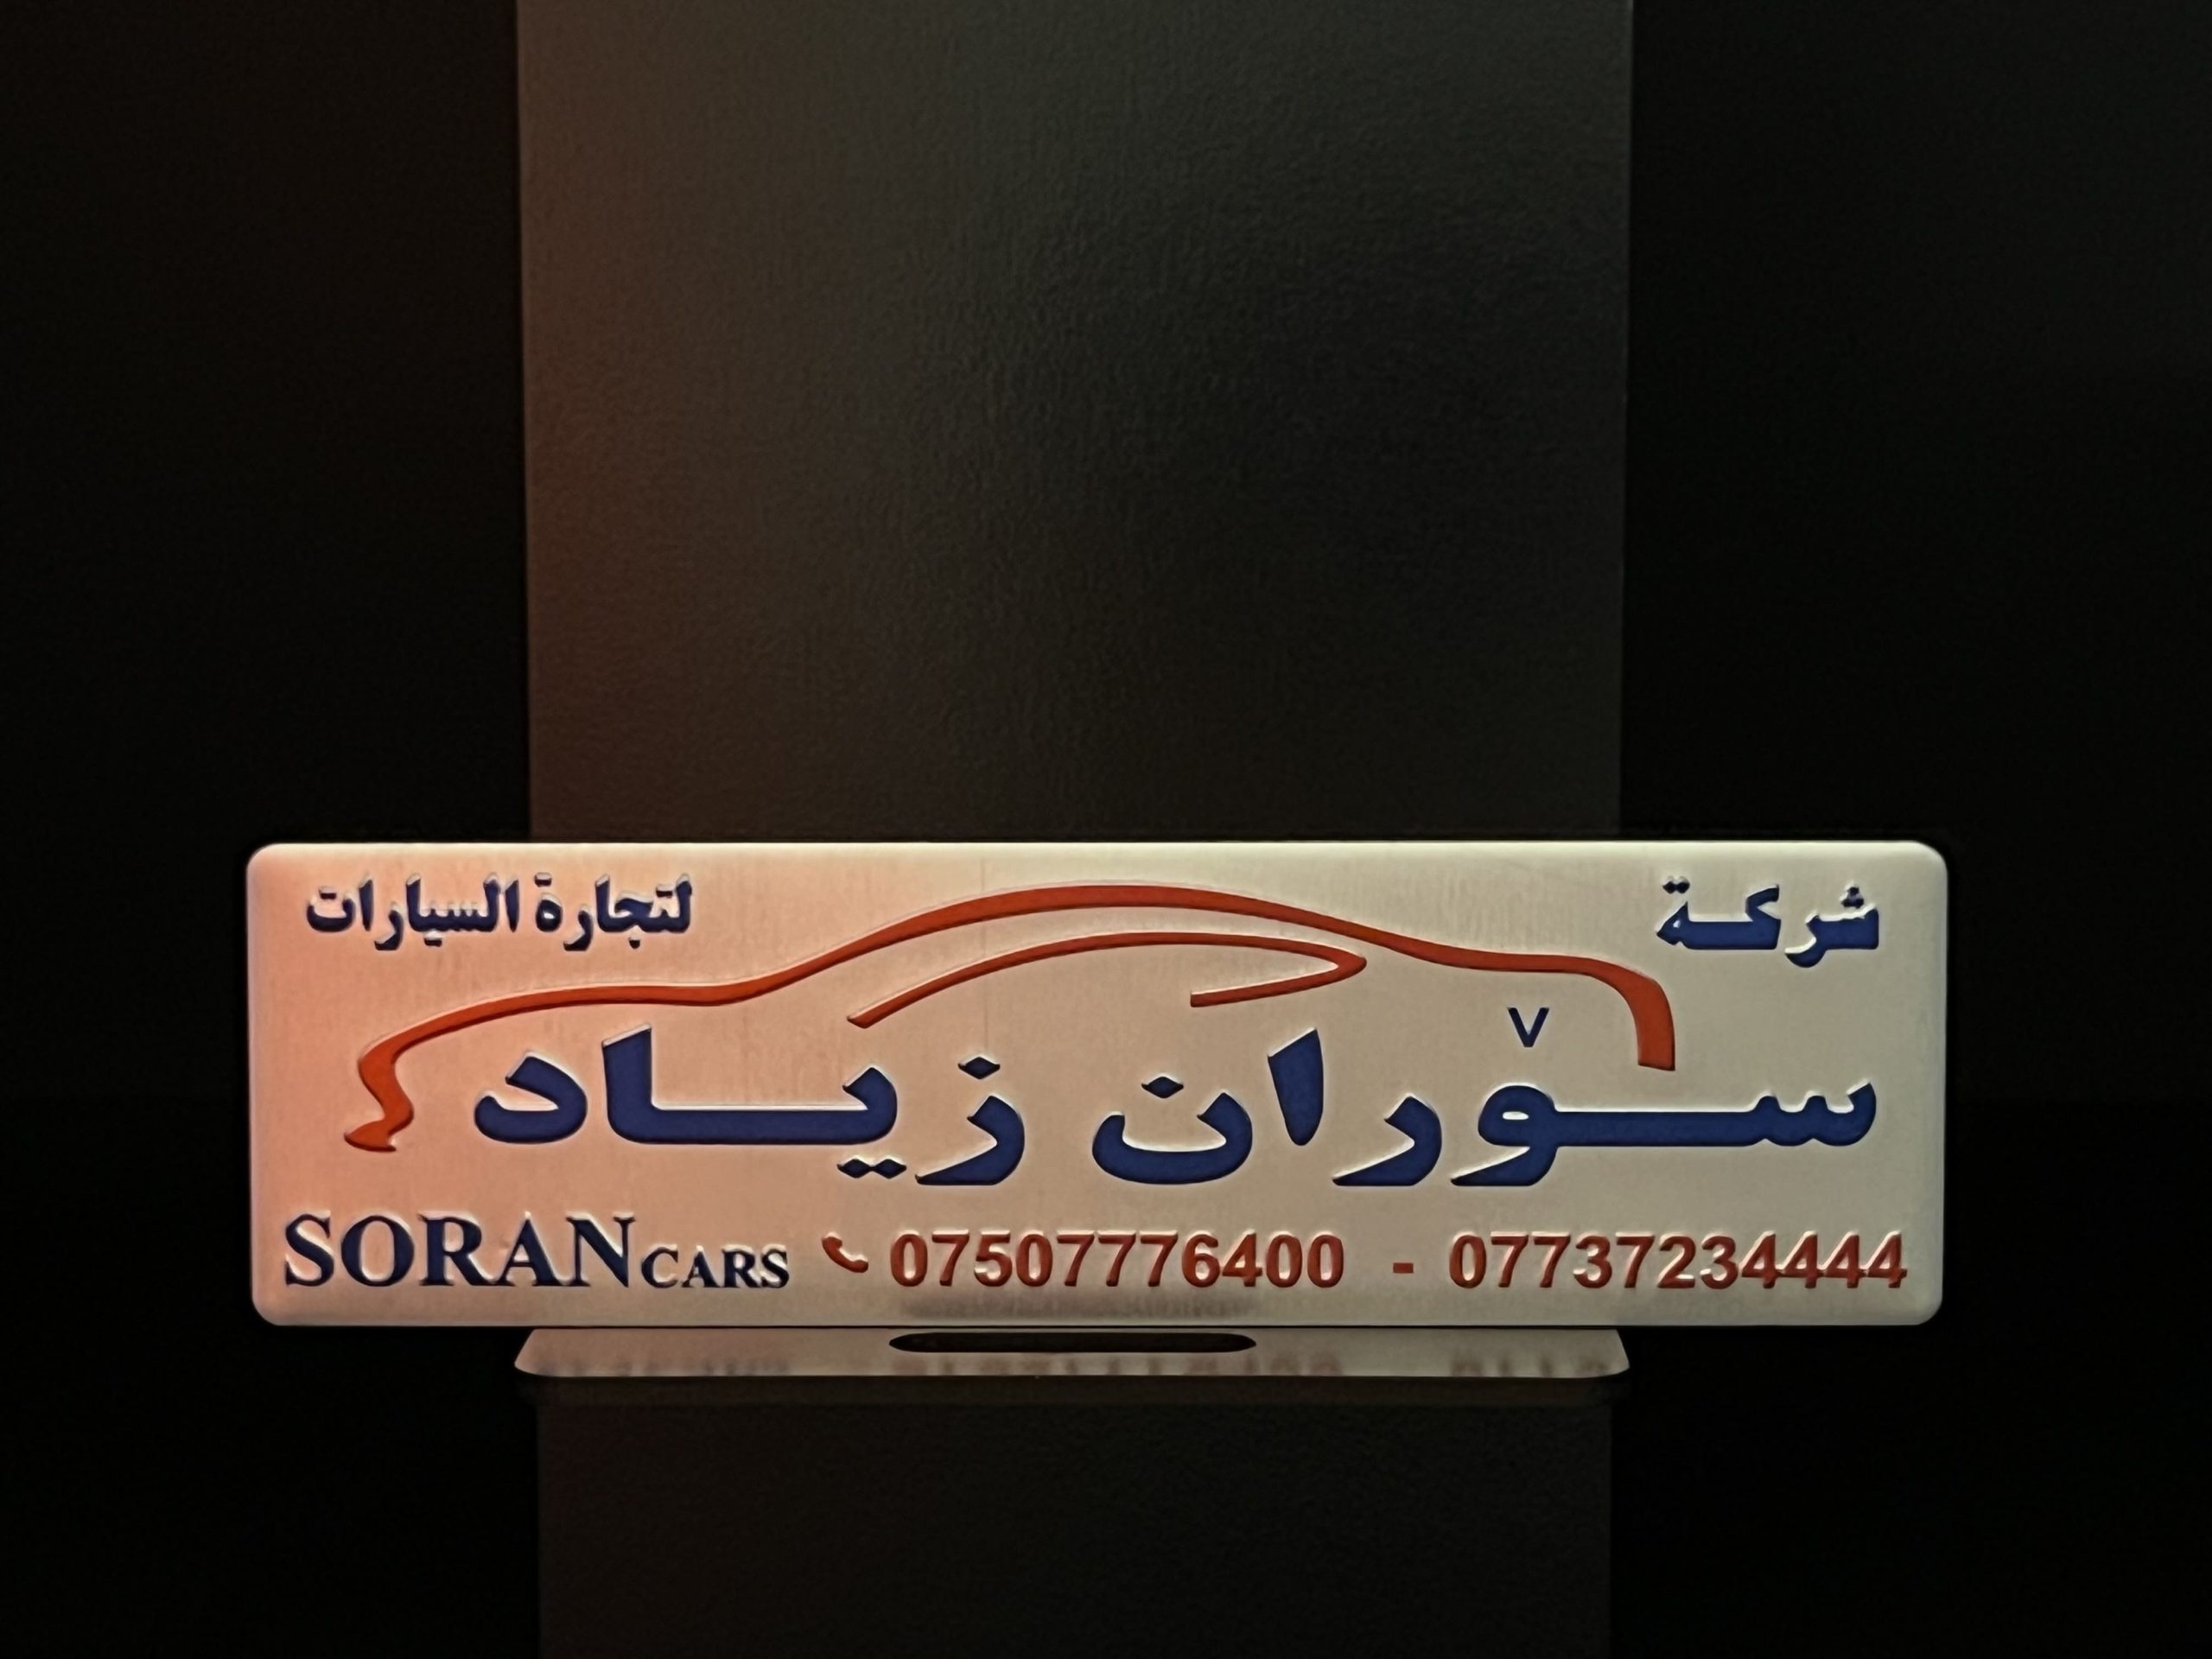 شركة لتجارة السيارات
سۆران زياد
SORAN CARS 07507776400 - 07737234444